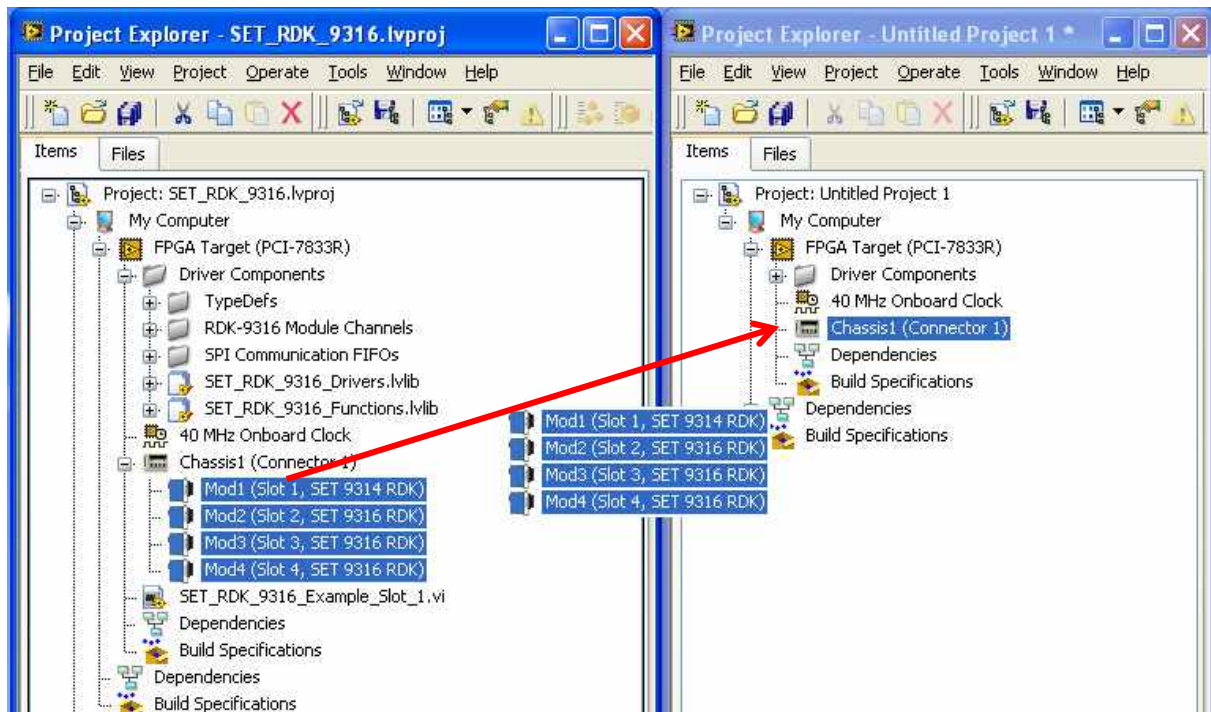 Project Explorer - SET_RDK_9316.lvproj
File Edit View Project Operate Tools Window Help
Items Files
Project: SET_RDK_9316.lvproj
My Computer
FPGA Target (PCI-7833R)
Driver Components
TypeDefs
RDK-9316 Module Channels
SPI Communication FIFOs
SET_RDK_9316_Drivers.lvlib
SET_RDK_9316_Functions.lvlib
40 MHz Onboard Clock
Chassis1 (Connector 1)
Mod1 (Slot 1, SET 9314 RDK)
Mod2 (Slot 2, SET 9316 RDK)
Mod3 (Slot 3, SET 9316 RDK)
Mod4 (Slot 4, SET 9316 RDK)
SET_RDK_9316_Example_Slot_1.vi
Dependencies
Build Specifications
Dependencies
Build Specifications
Mod1 (Slot 1, SET 9314 RDK)
Mod2 (Slot 2, SET 9316 RDK)
Mod3 (Slot 3, SET 9316 RDK)
Mod4 (Slot 4, SET 9316 RDK)
Project Explorer - Untitled Project 1 *
File Edit View Project Operate Tools Window Help
Items Files
Project: Untitled Project 1
My Computer
FPGA Target (PCI-7833R)
Driver Components
40 MHz Onboard Clock
Chassis1 (Connector 1)
Dependencies
Build Specifications
Dependencies
Build Specifications